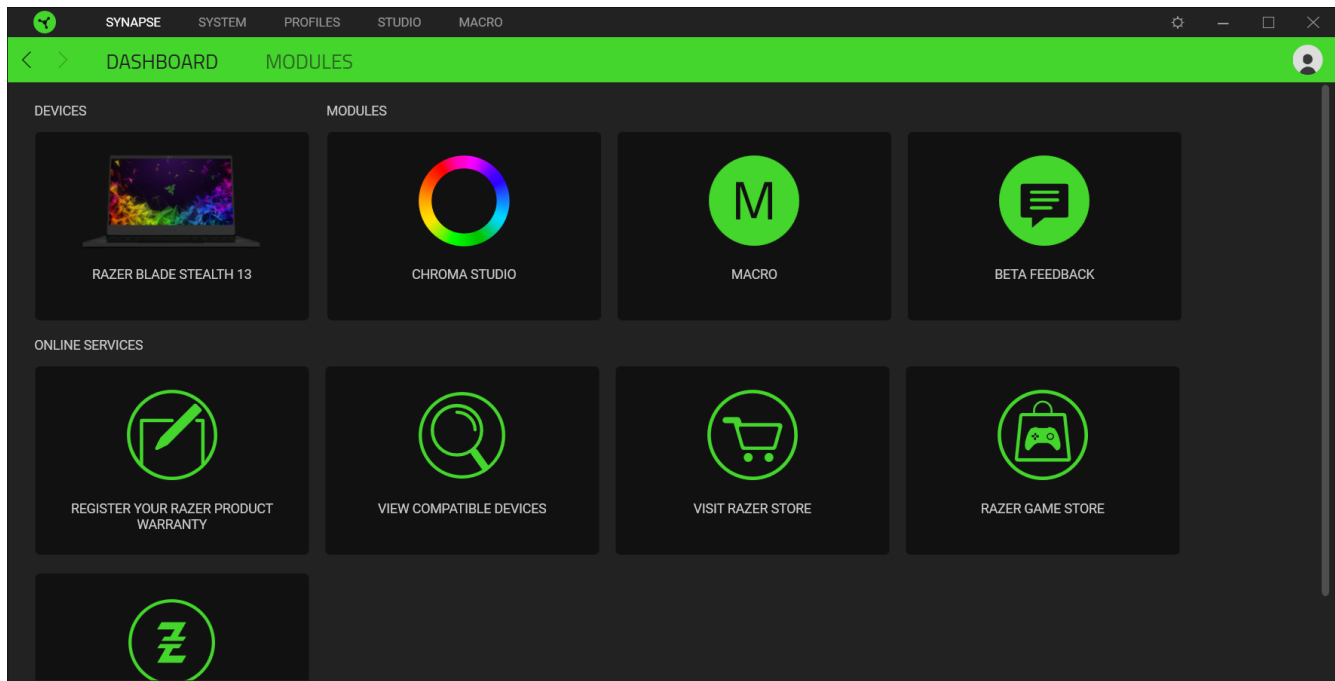 SYNAPSE SYSTEM PROFILES STUDIO MACRO
DASHBOARD MODULES
DEVICES MODULES
RAZER BLADE STEALTH 13 CHROMA STUDIO MACRO BETA FEEDBACK
M
ONLINE SERVICES
REGISTER YOUR RAZER PRODUCT
WARRANTY
VIEW COMPATIBLE DEVICES
VISIT RAZER STORE
RAZER GAME STORE